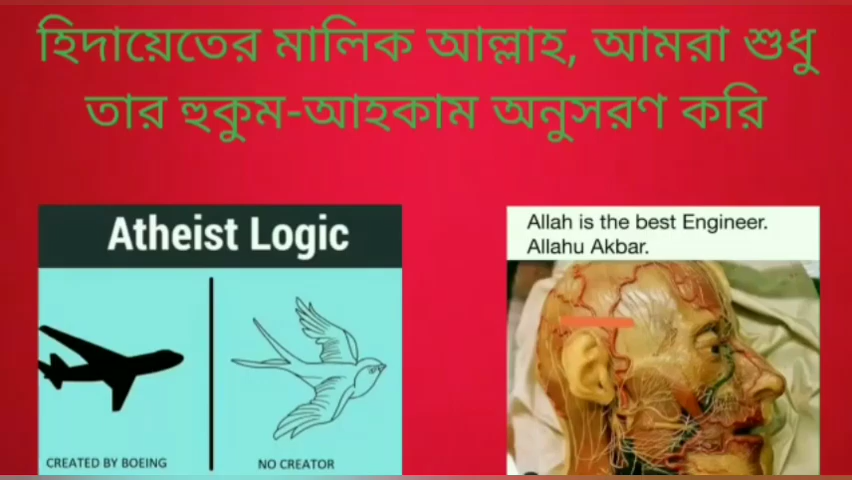 হিদায়েতের মালিক আল্লাহ, আমরা শুধু
তার হুকুম-আহকাম অনুসরণ করি
Atheist Logic
CREATED BY BOEING
NO CREATOR
Allah is the best Engineer.
Allahu Akbar.